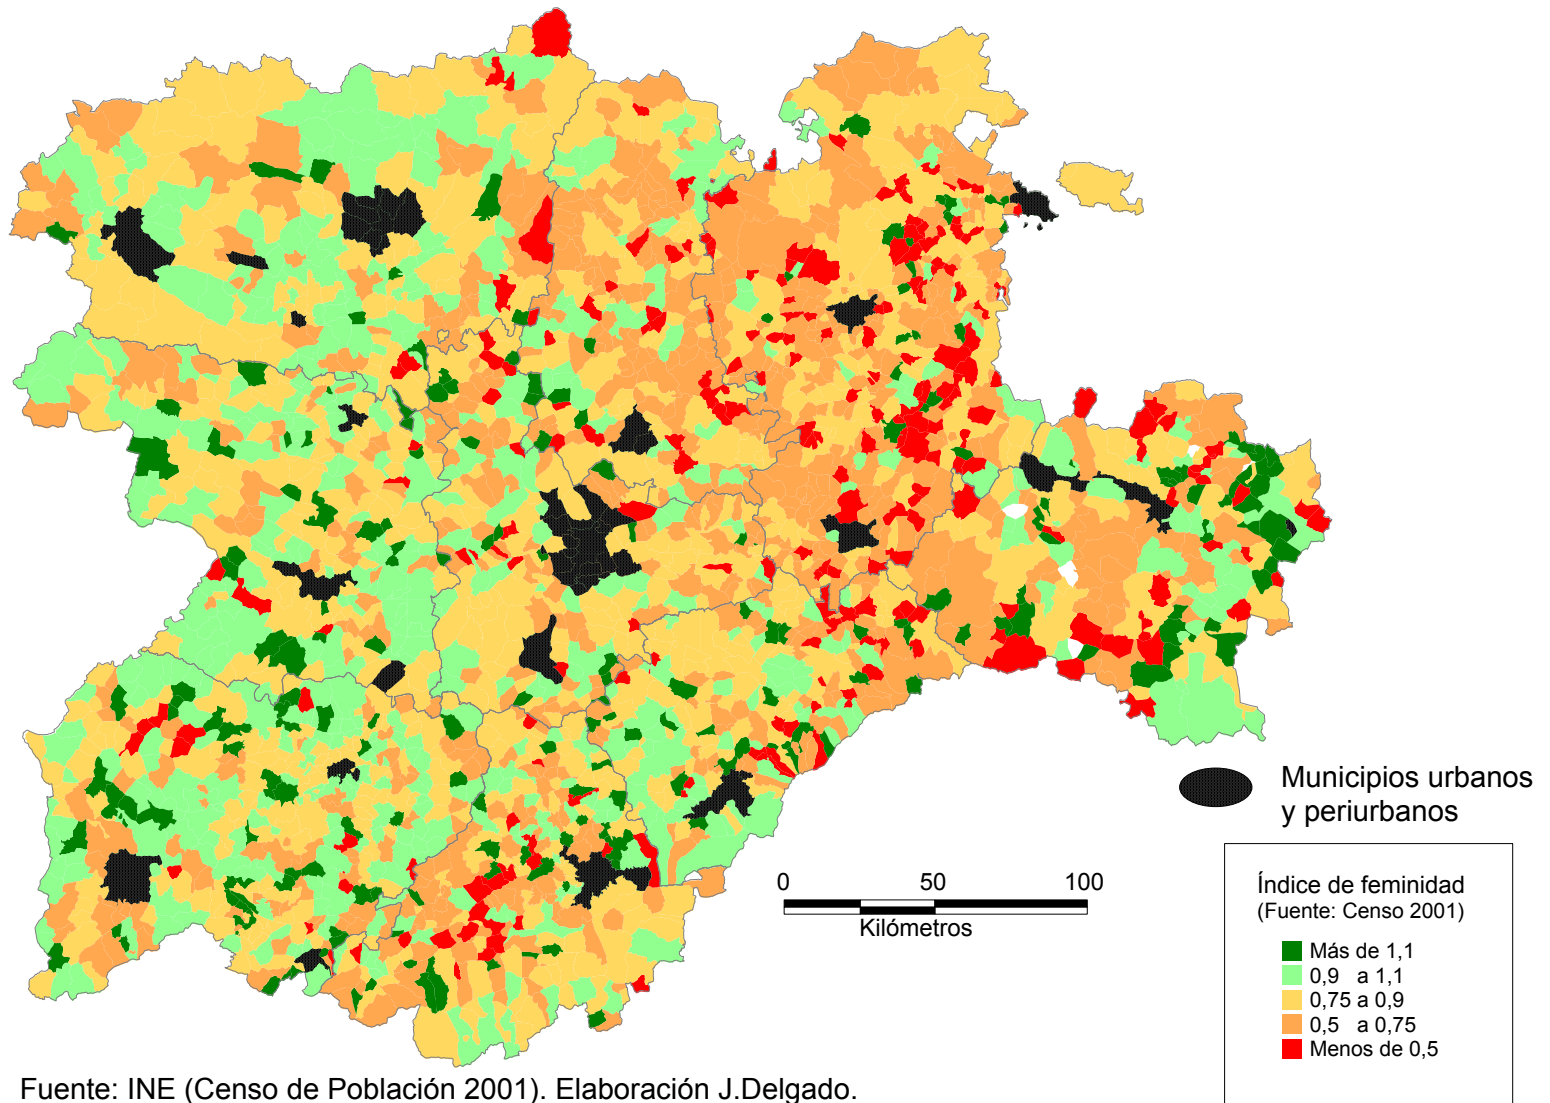 Municipios urbanos
y periurbanos
0 50 100
Kilómetros
Índice de feminidad
(Fuente: Censo 2001)
Más de 1,1
0,9 a 1,1
0,75 a 0,9
0,5 a 0,75
Menos de 0,5
Fuente: INE (Censo de Población 2001). Elaboración J.Delgado.